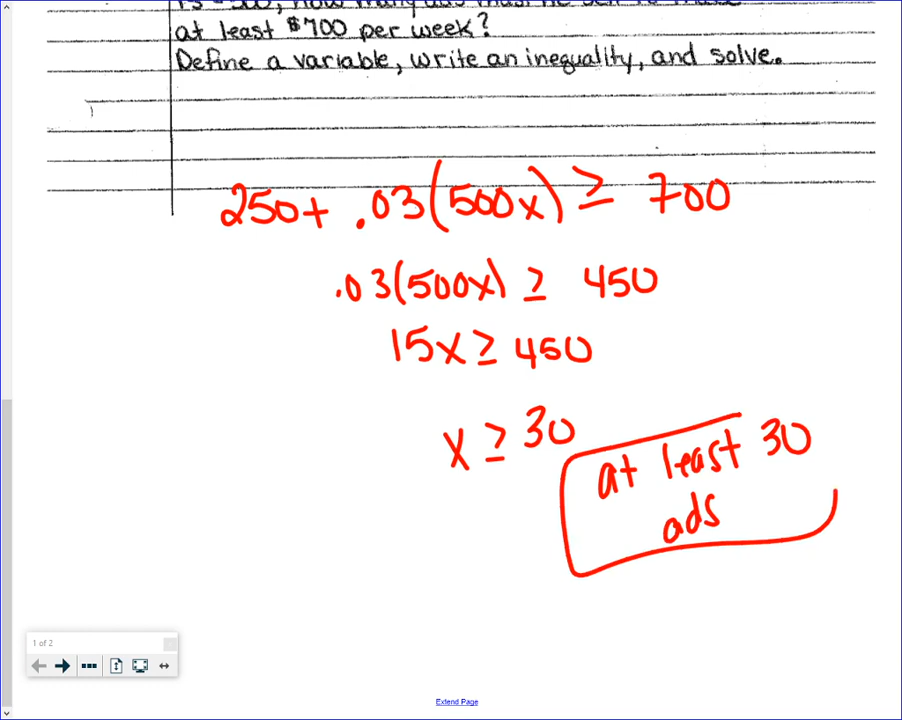 at least $700 per week?
Define a variable, write an inequality, and solve.
250+ .03(500x) ≥ 700
.03(500x) ≥ 450
15x ≥ 450
x ≥ 30
at least 30
ads
1 of 2
Extend Page